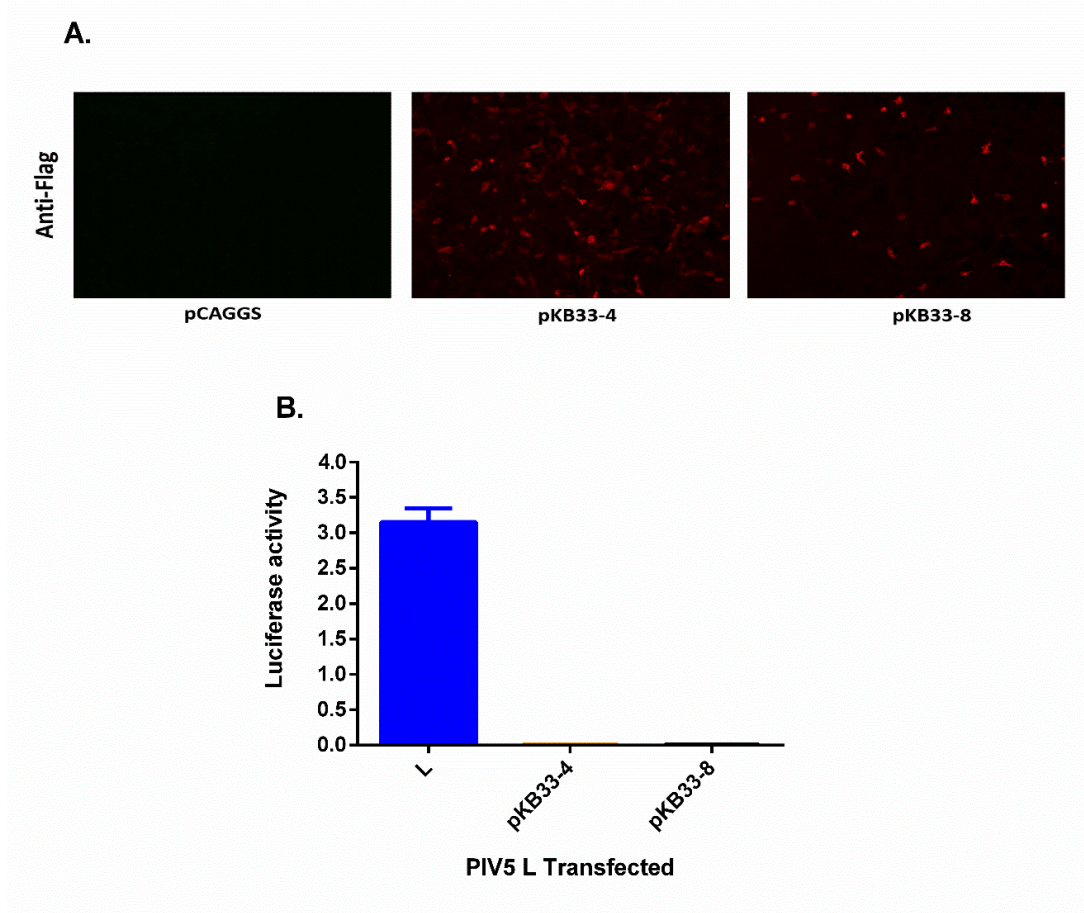 A.
Anti-Flag
pCAGGS
pKB33-4
pKB33-8
B.
Luciferase activity
4.0
3.5
3.0
2.5
2.0
1.5
1.0
0.5
0.0
L
pKB33-4
pKB33-8
PIV5 L Transfected